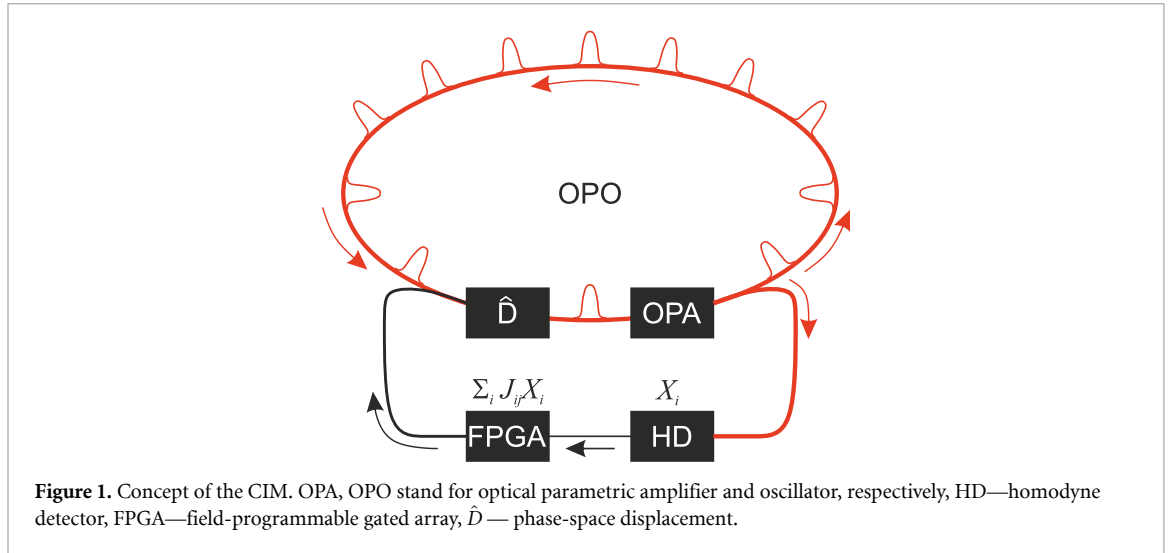 OPO
D̂
OPA
Σᵢ JᵢⱼXᵢ
Xᵢ
FPGA
HD
Figure 1. Concept of the CIM. OPA, OPO stand for optical parametric amplifier and oscillator, respectively, HD—homodyne
detector, FPGA—field-programmable gated array, D̂ — phase-space displacement.